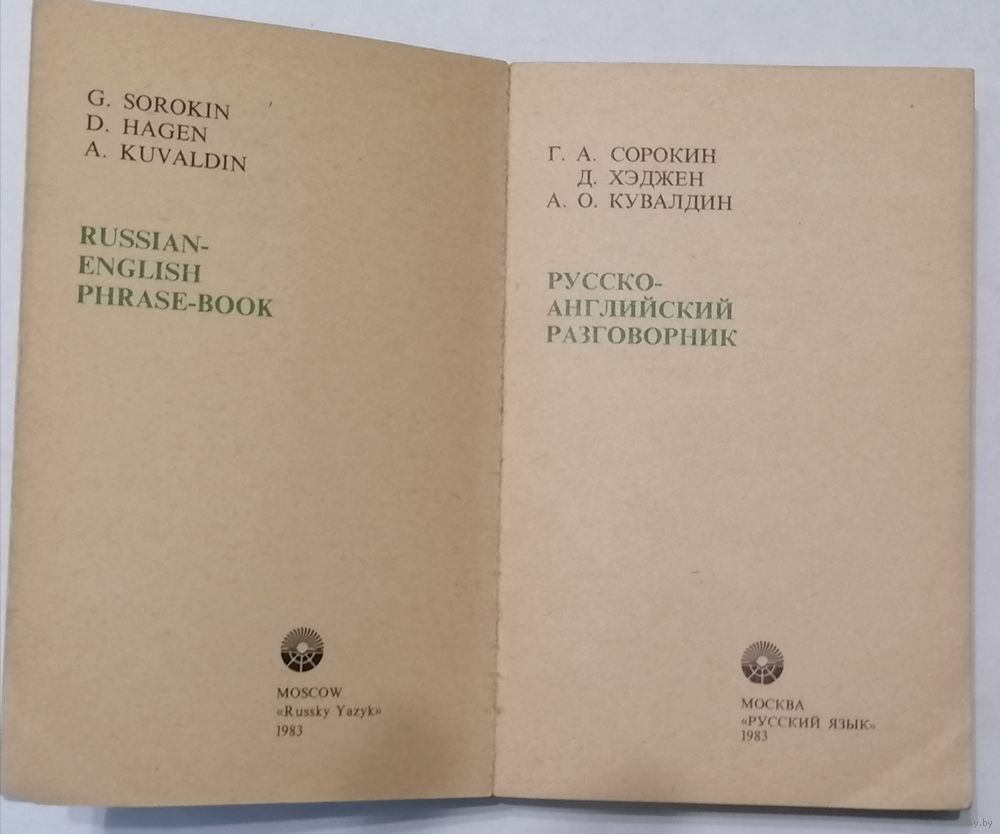 G. SOROKIN
D. HAGEN
A. KUVALDIN
RUSSIAN-
ENGLISH
PHRASE-BOOK
MOSCOW
«Russky Yazyk»
1983
Г. А. СОРОКИН
Д. ХЭДЖЕН
А. О. КУВАЛДИН
РУССКО-
АНГЛИЙСКИЙ
РАЗГОВОРНИК
МОСКВА
«РУССКИЙ ЯЗЫК»
1983